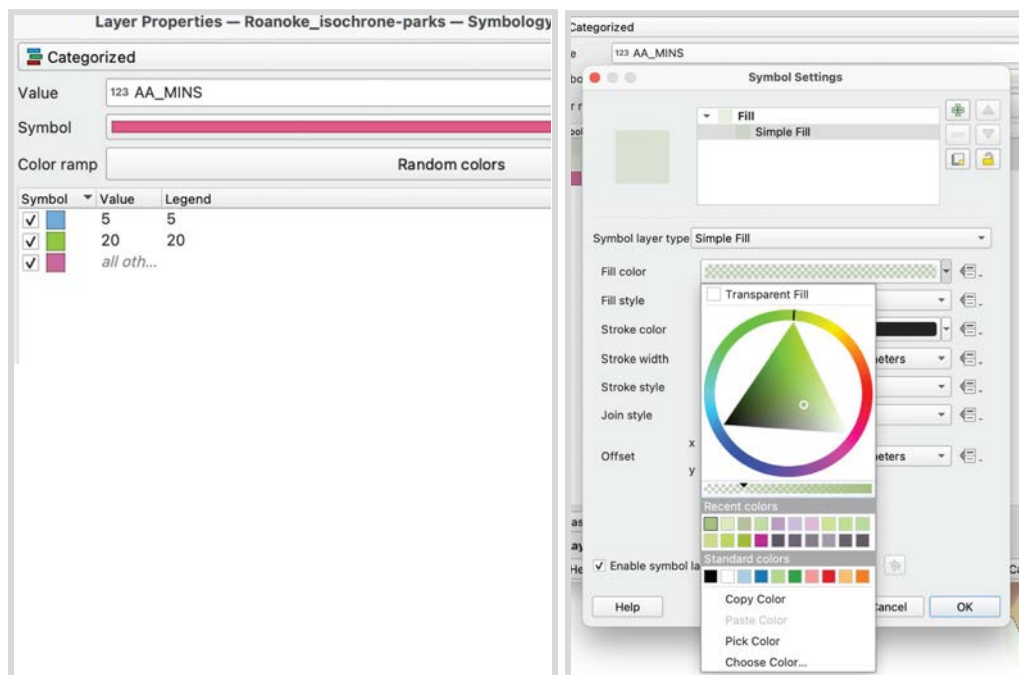 Layer Properties — Roanoke_isochrone-parks — Symbology
Categorized
Value
123 AA_MINS
Symbol
Color ramp
Random colors
Symbol Value Legend
5 5
20 20
all oth...
Categorized
123 AA_MINS
Symbol Settings
Fill
Simple Fill
Symbol layer type Simple Fill
Fill color
Transparent Fill
Fill style
Stroke color
Stroke width
eters
Stroke style
Join style
Offset
x
eters
y
Recent colors
Standard colors
Enable symbol la
Copy Color
Paste Color
Help
Cancel
OK
Pick Color
Choose Color...